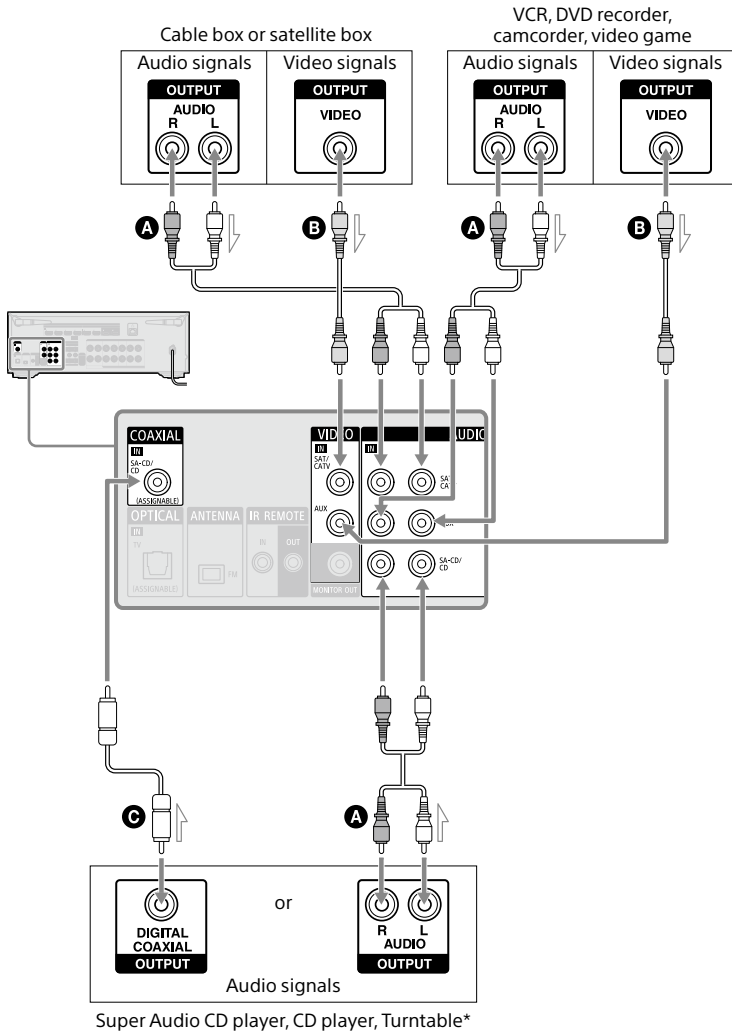 Cable box or satellite box
VCR, DVD recorder,
camcorder, video game
Audio signals
Video signals
Audio signals
Video signals
OUTPUT
AUDIO
R L
OUTPUT
VIDEO
OUTPUT
AUDIO
R L
OUTPUT
VIDEO
A
B
A
B
COAXIAL
IN
SA-CD/
CD
(ASSIGNABLE)
VIDEO
IN
SAT/
CATV
AUX
MONITOR OUT
IN
AUDIO
SA-CD/
CD
OPTICAL
IN
TV
(ASSIGNABLE)
ANTENNA
FM
IR REMOTE
IN
OUT
C
A
DIGITAL
COAXIAL
OUTPUT
or
R L
AUDIO
OUTPUT
Audio signals
Super Audio CD player, CD player, Turntable*